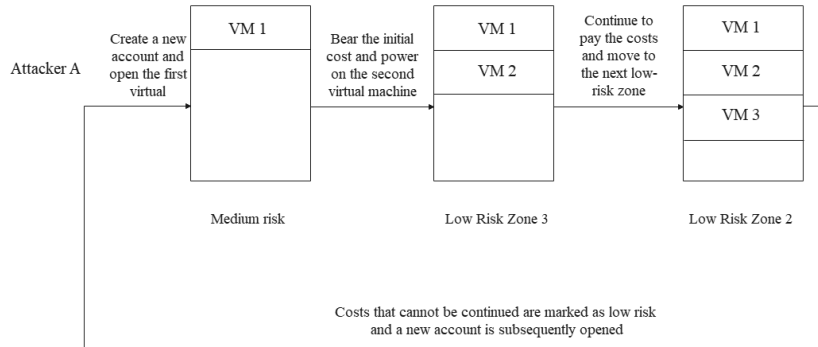 Attacker A
Create a new
account and
open the first
virtual
VM 1
Medium risk
Bear the initial
cost and power
on the second
virtual machine
VM 1
VM 2
Low Risk Zone 3
Continue to
pay the costs
and move to
the next low-
risk zone
VM 1
VM 2
VM 3
Low Risk Zone 2
Costs that cannot be continued are marked as low risk
and a new account is subsequently opened